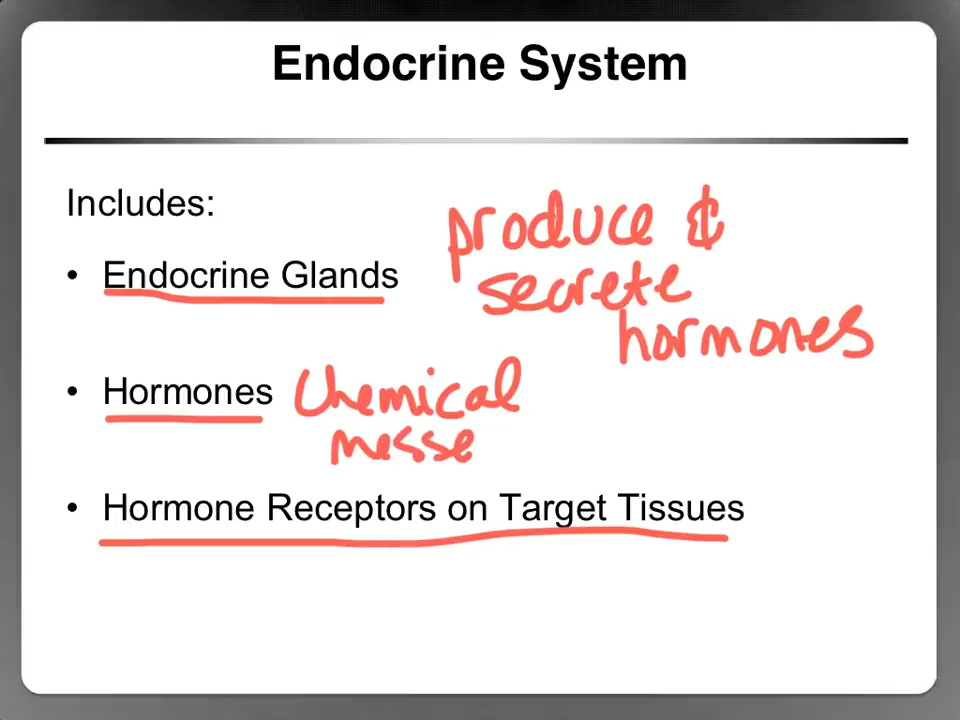 Endocrine System
Includes:
• Endocrine Glands
produce &
secrete
hormones
• Hormones
Chemical
messe
• Hormone Receptors on Target Tissues